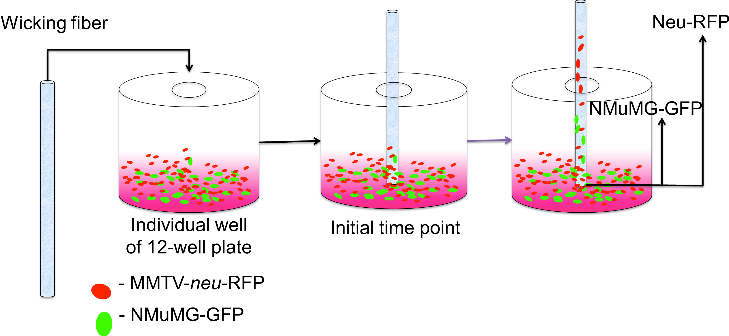 Wicking fiber
Neu-RFP
NMuMG-GFP
Individual well
of 12-well plate
Initial time point
- MMTV-neu-RFP
- NMuMG-GFP